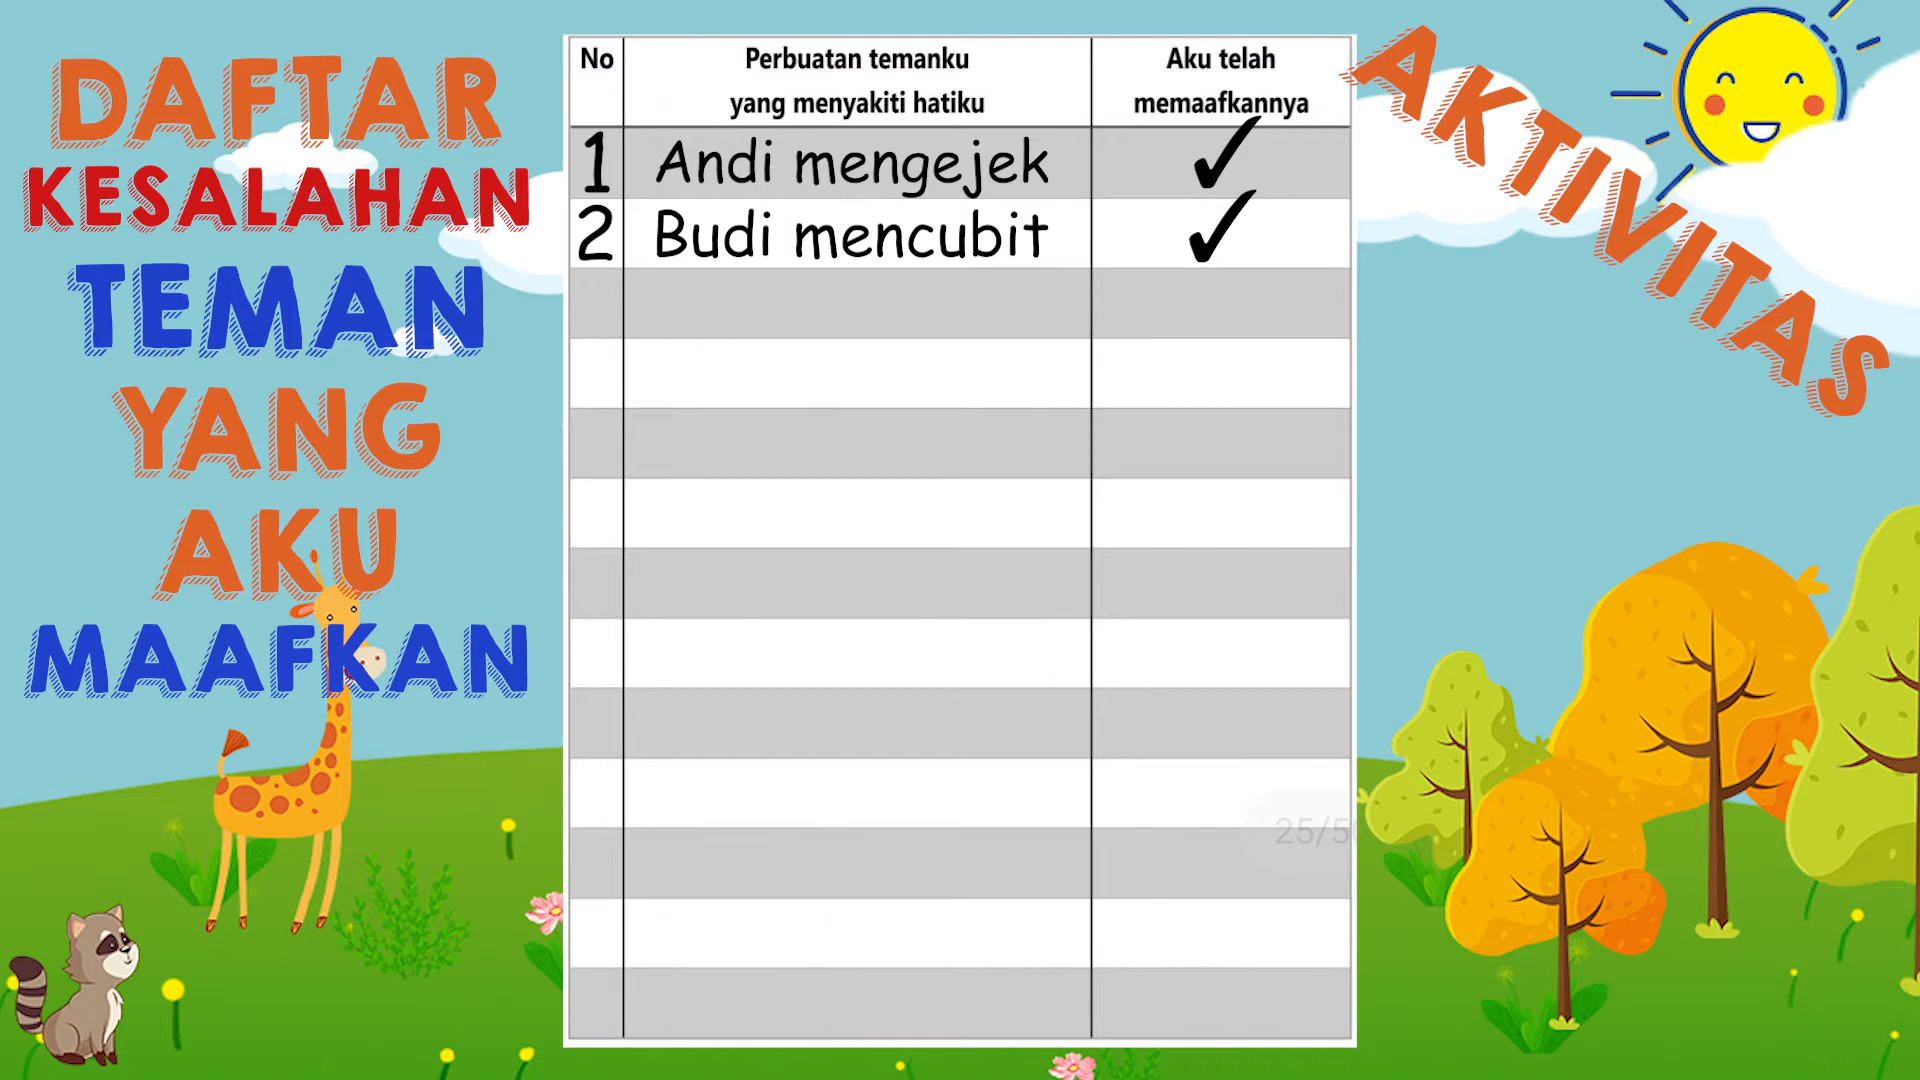 DAFTAR
KESALAHAN
TEMAN
YANG
AKU
MAAFKAN
No
Perbuatan temanku
yang menyakiti hatiku
Aku telah
memaafkannya
1 Andi mengejek ✓
2 Budi mencubit ✓
AKTIVITAS